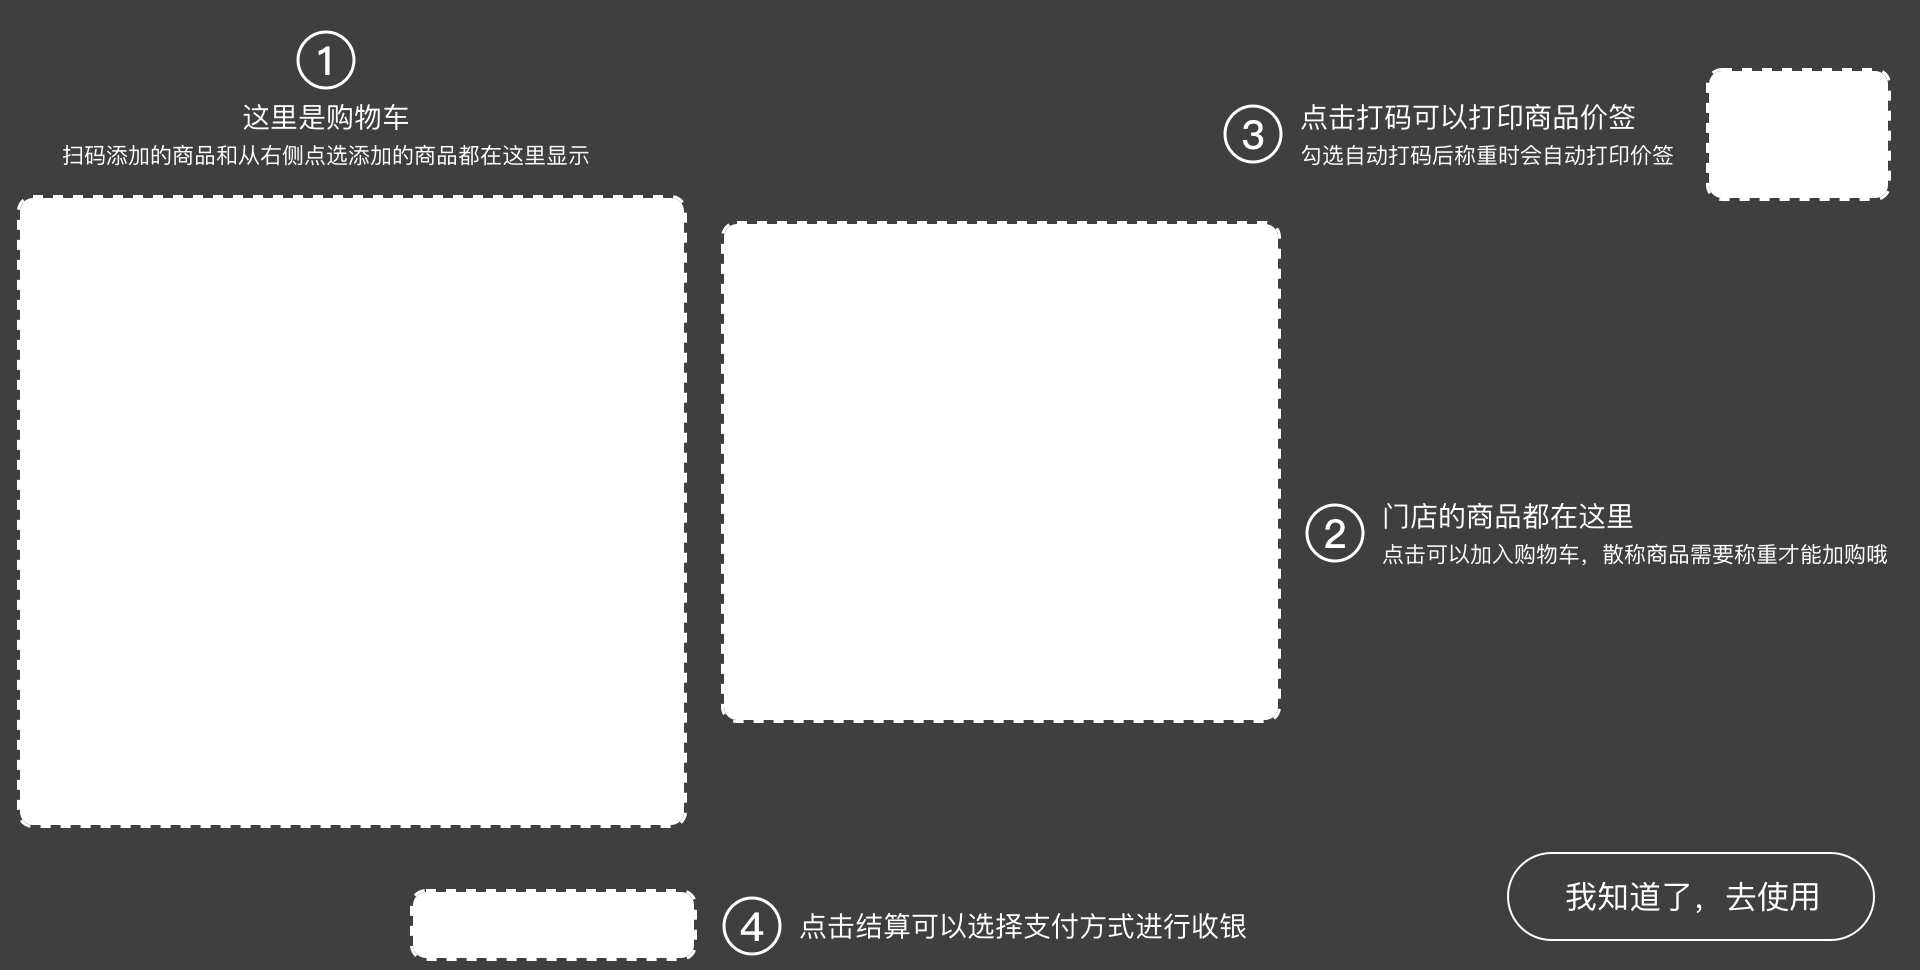 1
这里是购物车
扫码添加的商品和从右侧点选添加的商品都在这里显示
3
点击打码可以打印商品价签
勾选自动打码后称重时会自动打印价签
2
门店的商品都在这里
点击可以加入购物车，散称商品需要称重才能加购哦
4
点击结算可以选择支付方式进行收银
我知道了，去使用